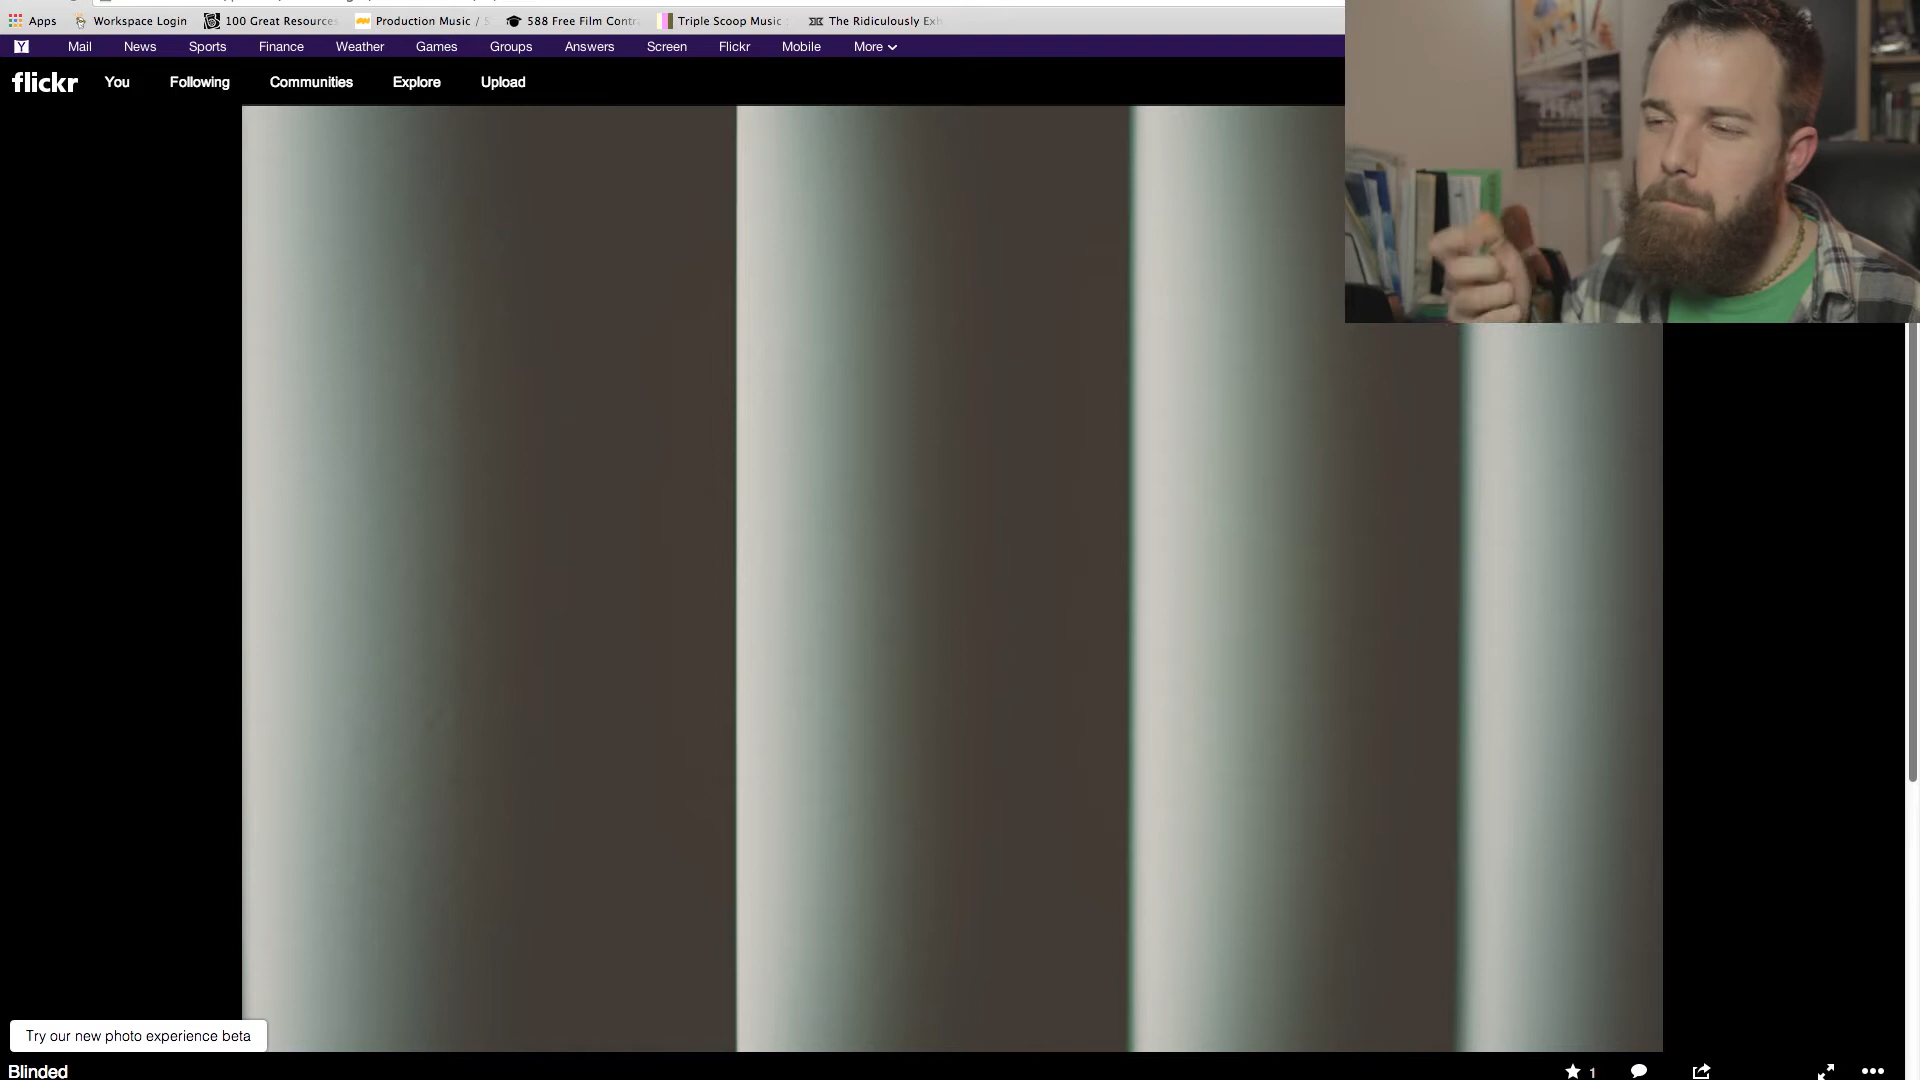 Apps Workspace Login 100 Great Resources Production Music / S 588 Free Film Contr Triple Scoop Music The Ridiculously Exh
Y Mail News Sports Finance Weather Games Groups Answers Screen Flickr Mobile More
flickr You Following Communities Explore Upload
Try our new photo experience beta
Blinded 1